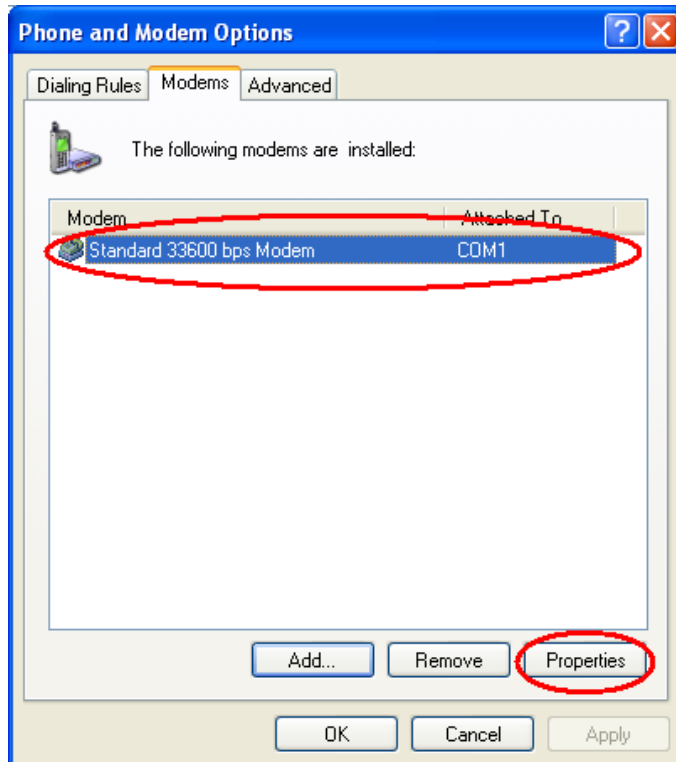 Phone and Modem Options
Dialing Rules Modems Advanced
The following modems are installed:
Modem Attached To
Standard 33600 bps Modem COM1
Add... Remove Properties
OK Cancel Apply